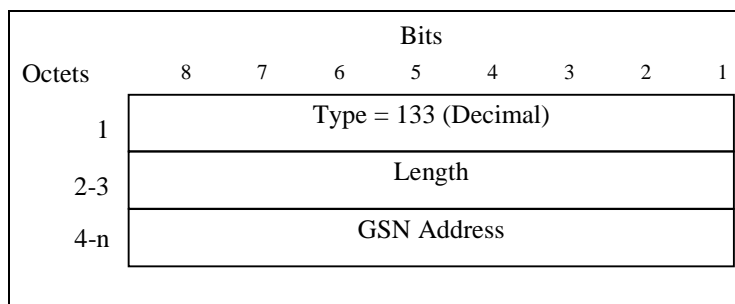 Bits
Octets 8 7 6 5 4 3 2 1
1 Type = 133 (Decimal)
2-3 Length
4-n GSN Address